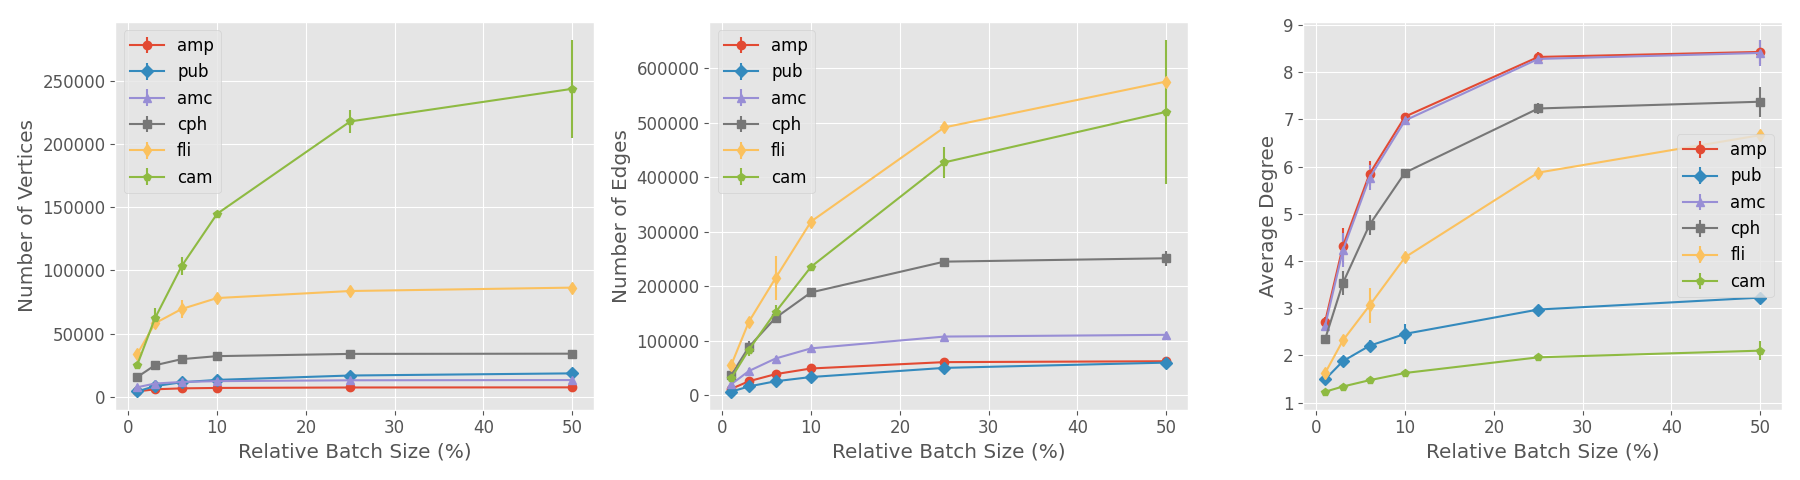 Number of Vertices
250000
200000
150000
100000
50000
0
amp
pub
amc
cph
fli
cam
0 10 20 30 40 50
Relative Batch Size (%)
Number of Edges
600000
500000
400000
300000
200000
100000
0
amp
pub
amc
cph
fli
cam
0 10 20 30 40 50
Relative Batch Size (%)
Average Degree
9
8
7
6
5
4
3
2
1
amp
pub
amc
cph
fli
cam
0 10 20 30 40 50
Relative Batch Size (%)